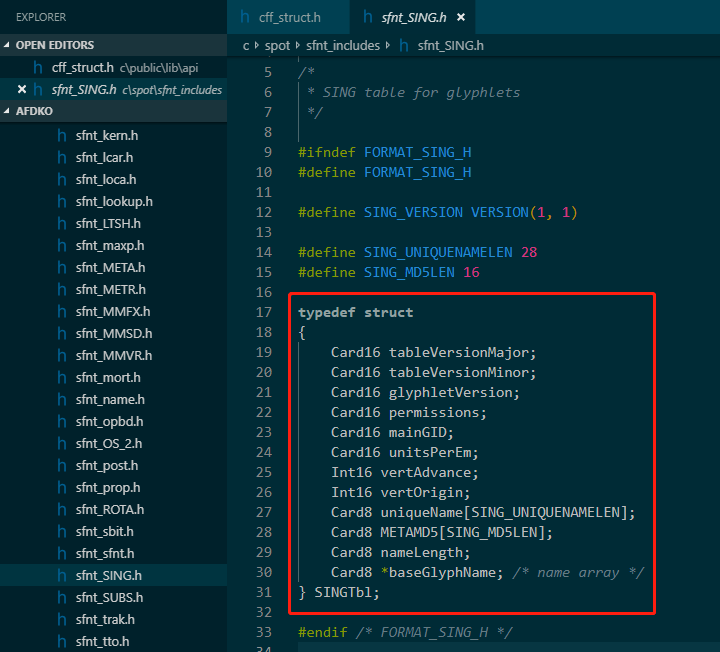 EXPLORER
OPEN EDITORS
h cff_struct.h c\public\lib\api
× h sfnt_SING.h c\spot\sfnt_includes
AFDKO
h sfnt_kern.h
h sfnt_lcar.h
h sfnt_loca.h
h sfnt_lookup.h
h sfnt_LTSH.h
h sfnt_maxp.h
h sfnt_META.h
h sfnt_METR.h
h sfnt_MMFX.h
h sfnt_MMSD.h
h sfnt_MMVR.h
h sfnt_mort.h
h sfnt_name.h
h sfnt_opbd.h
h sfnt_OS_2.h
h sfnt_post.h
h sfnt_prop.h
h sfnt_ROTA.h
h sfnt_sbit.h
h sfnt_sfnt.h
h sfnt_SING.h
h sfnt_SUBS.h
h sfnt_trak.h
h sfnt_tto.h
h cff_struct.h h sfnt_SING.h ×
c spot sfnt_includes h sfnt_SING.h
5 /*
6 * SING table for glyphlets
7 */
8
9 #ifndef FORMAT_SING_H
10 #define FORMAT_SING_H
11
12 #define SING_VERSION VERSION(1, 1)
13
14 #define SING_UNIQUENAMELEN 28
15 #define SING_MD5LEN 16
16
17 typedef struct
18 {
19 Card16 tableVersionMajor;
20 Card16 tableVersionMinor;
21 Card16 glyphletVersion;
22 Card16 permissions;
23 Card16 mainGID;
24 Card16 unitsPerEm;
25 Int16 vertAdvance;
26 Int16 vertOrigin;
27 Card8 uniqueName[SING_UNIQUENAMELEN];
28 Card8 METAMD5[SING_MD5LEN];
29 Card8 nameLength;
30 Card8 *baseGlyphName; /* name array */
31 } SINGTbl;
32
33 #endif /* FORMAT_SING_H */
34